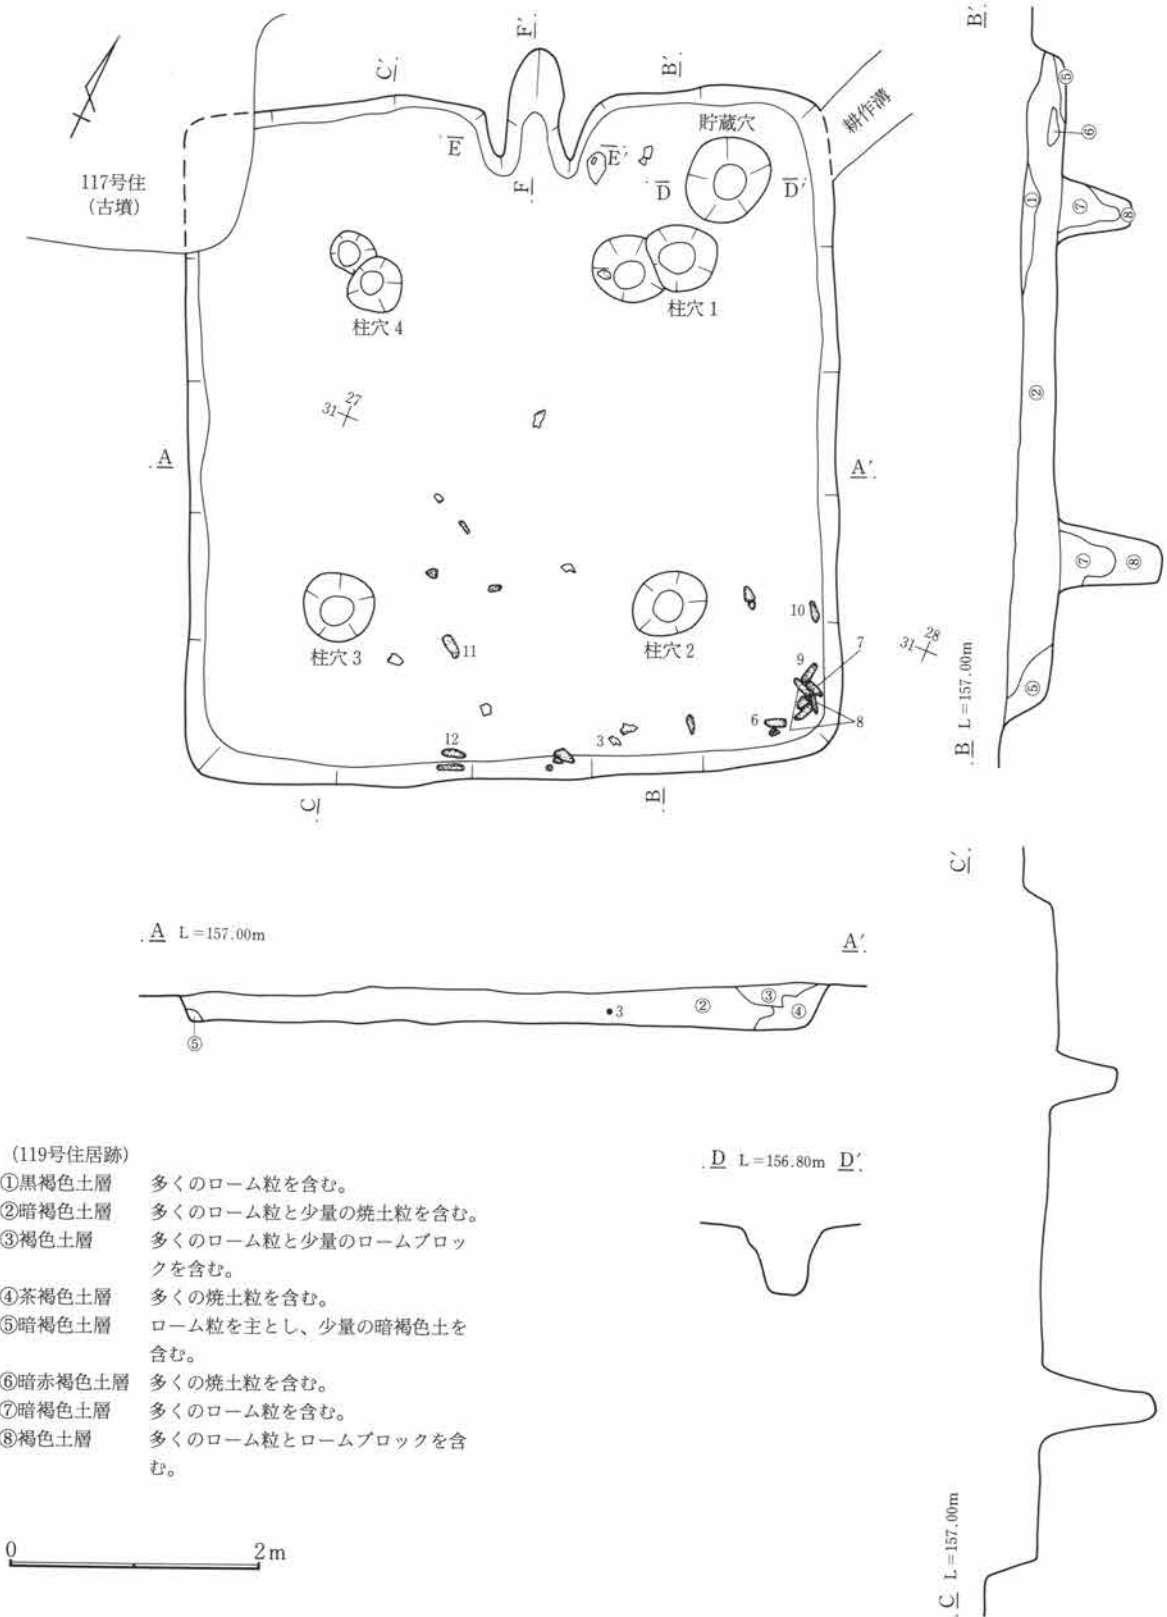 F′
B′
C′
B′
⑤
耕作溝
貯蔵穴
⑥
E
E′
D
D′
F
117号住
(古墳)
①
⑦
⑧
柱穴 1
柱穴 4
27
31
②
A
A′
⑦
⑧
10
28
31
7
柱穴 3
11
柱穴 2
9
6
8
3
12
⑤
B L=157.00m
C
B
C′
A L=157.00m
A′
③
②
④
3
⑤
(119号住居跡)
①黒褐色土層 多くのローム粒を含む。
②暗褐色土層 多くのローム粒と少量の焼土粒を含む。
③褐色土層 多くのローム粒と少量のロームブロッ
クを含む。
④茶褐色土層 多くの焼土粒を含む。
⑤暗褐色土層 ローム粒を主とし、少量の暗褐色土を
含む。
⑥暗赤褐色土層 多くの焼土粒を含む。
⑦暗褐色土層 多くのローム粒を含む。
⑧褐色土層 多くのローム粒とロームブロックを含
む。
D L=156.80m D′
C L=157.00m
0 2m